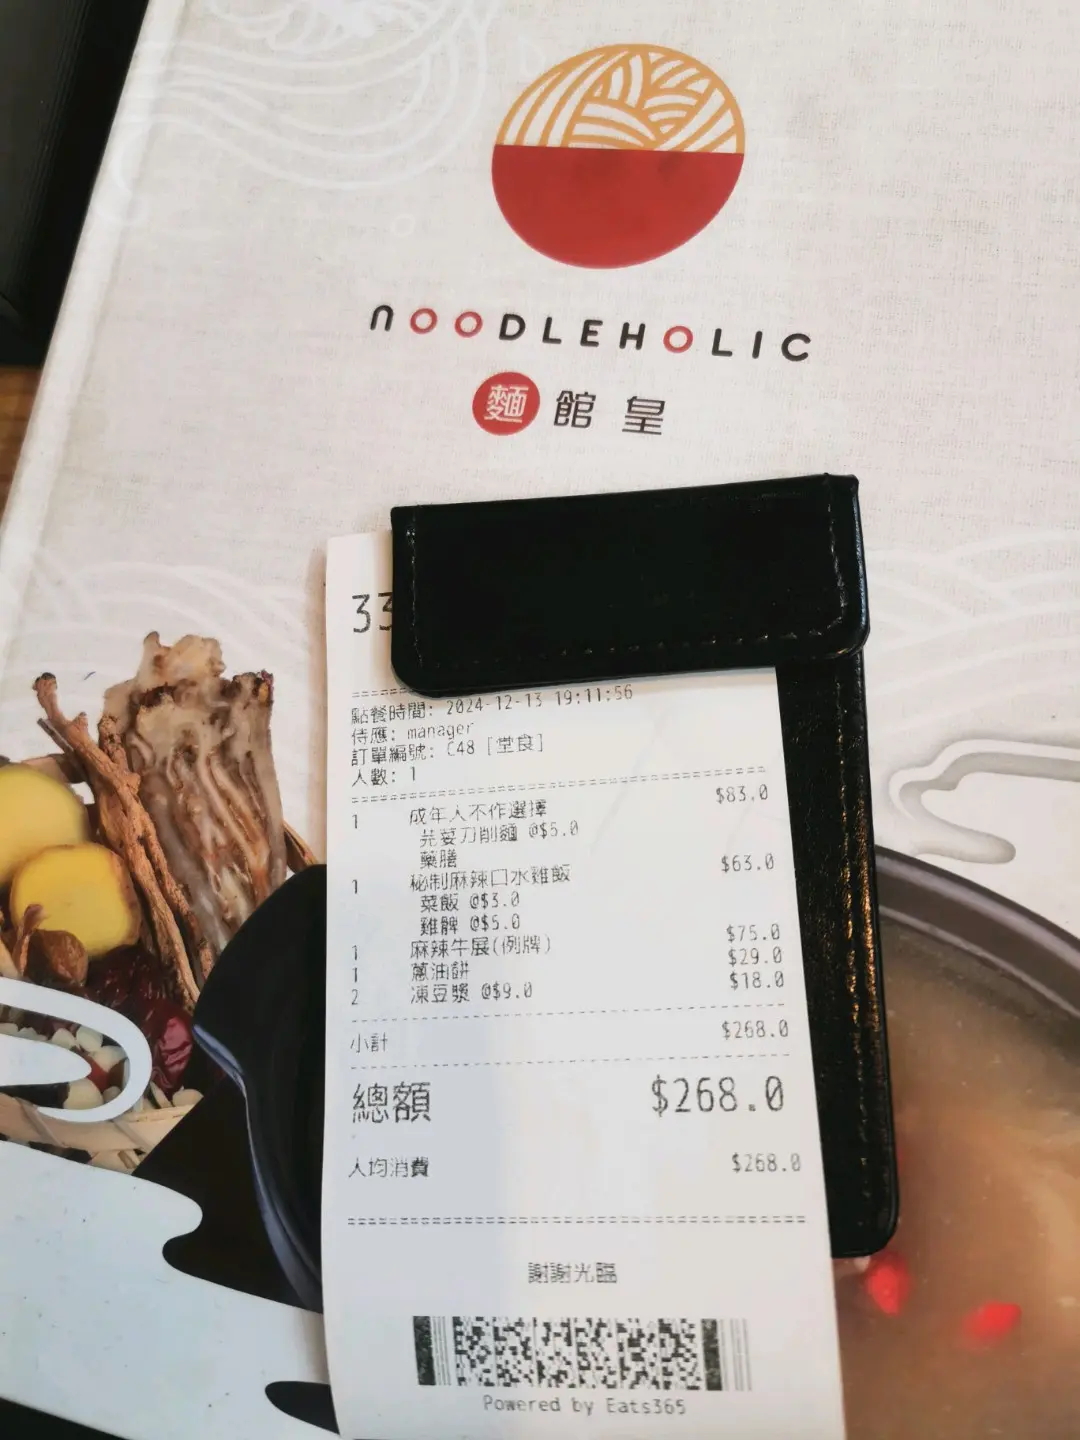 nOODLEHOLIC
麵館皇
33
點餐時間: 2024-12-13 19:11:56
侍應: manager
訂單編號: C48 [堂食]
人數: 1
1 成年人不作選擇 $83.0
芫荽刀削麵 @$5.0
藥膳
1 秘制麻辣口水雞飯 $63.0
菜飯 @$3.0
雞髀 @$5.0
1 麻辣牛展(例牌) $75.0
1 蔥油餅 $29.0
2 凍豆漿 @$9.0 $18.0
小計 $268.0
總額 $268.0
人均消費 $268.0
謝謝光臨
Powered by Eats365